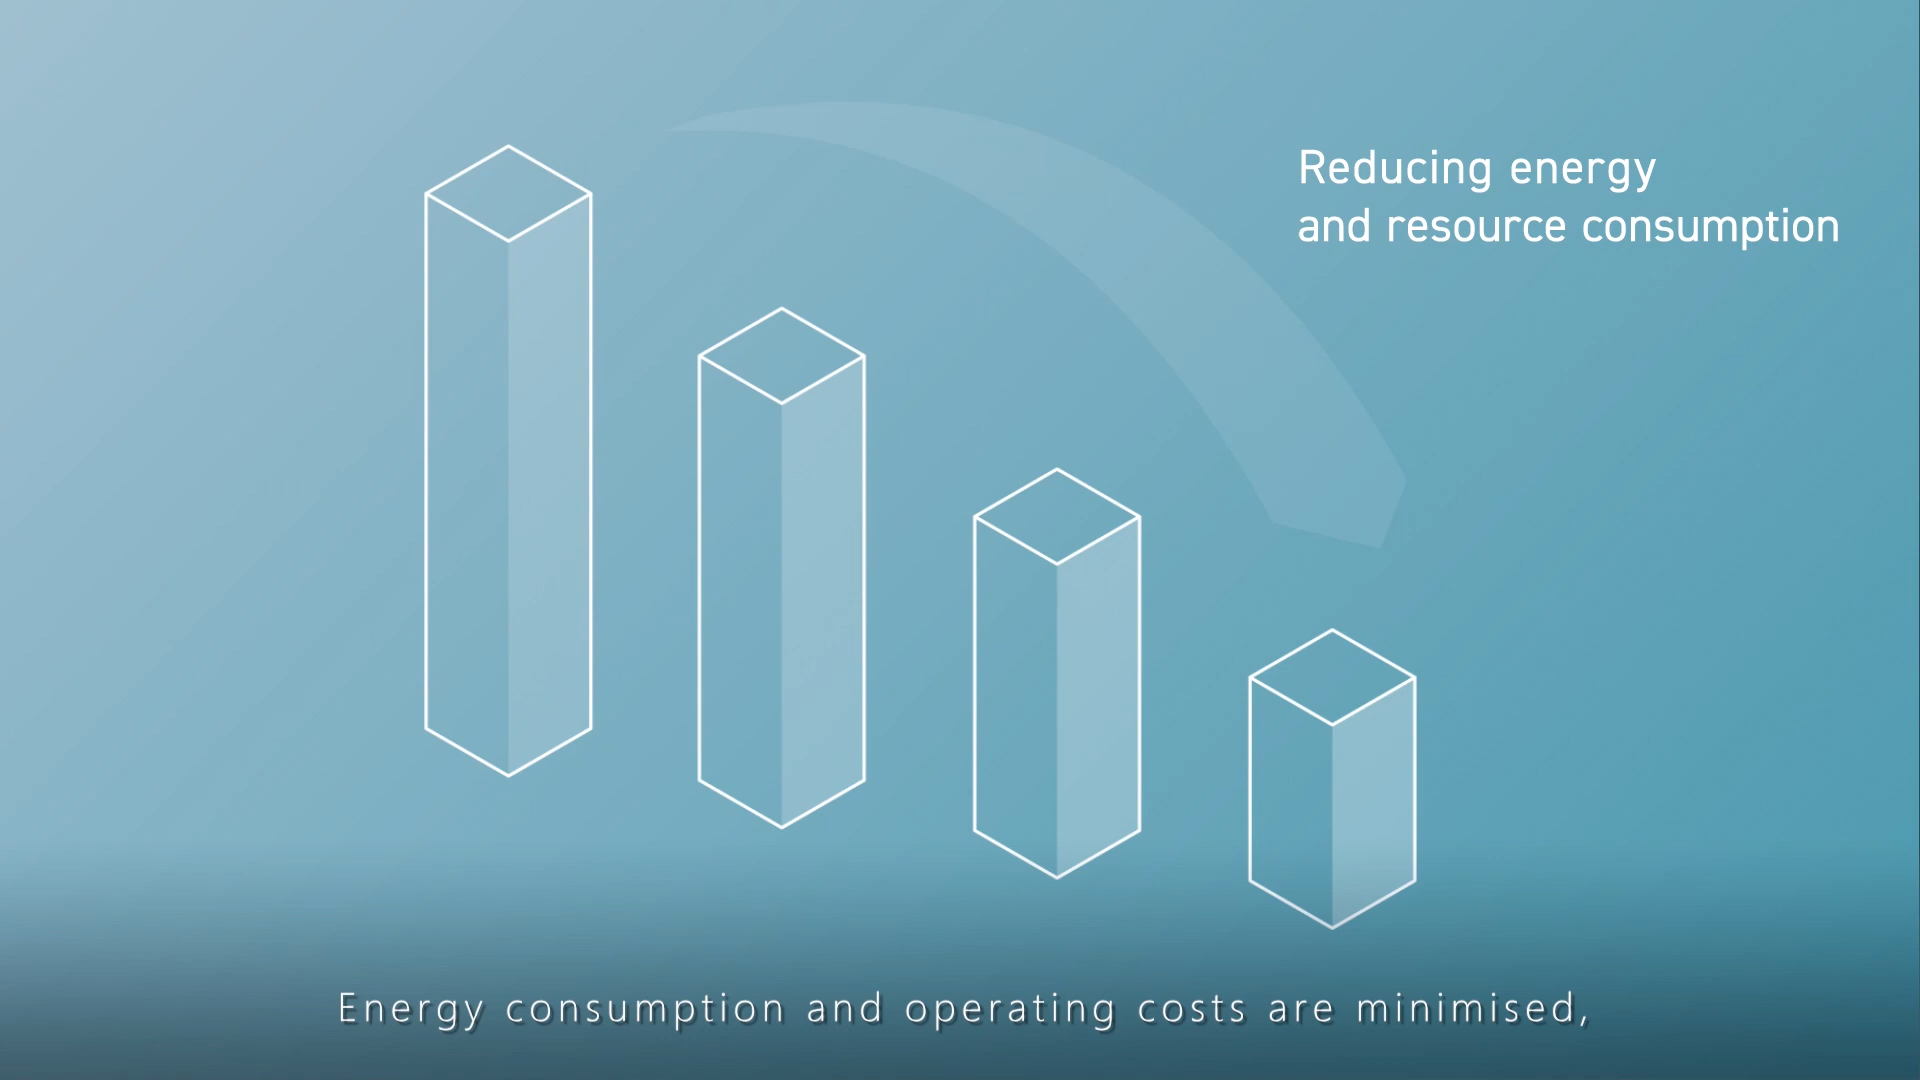 Reducing energy
and resource consumption
Energy consumption and operating costs are minimised,